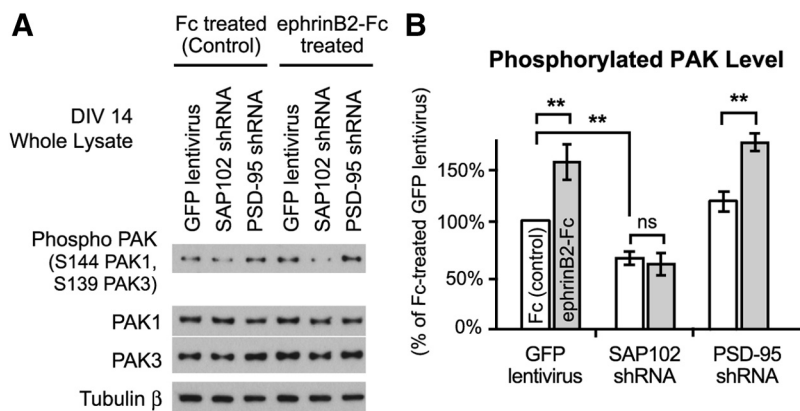 A
Fc treated
(Control)
ephrinB2-Fc
treated
DIV 14
Whole Lysate
GFP lentivirus
SAP102 shRNA
PSD-95 shRNA
GFP lentivirus
SAP102 shRNA
PSD-95 shRNA
Phospho PAK
(S144 PAK1,
S139 PAK3)
PAK1
PAK3
Tubulin β
B
Phosphorylated PAK Level
(% of Fc-treated GFP lentivirus)
150%
100%
50%
0%
**
**
ns
**
Fc (control)
ephrinB2-Fc
GFP
lentivirus
SAP102
shRNA
PSD-95
shRNA